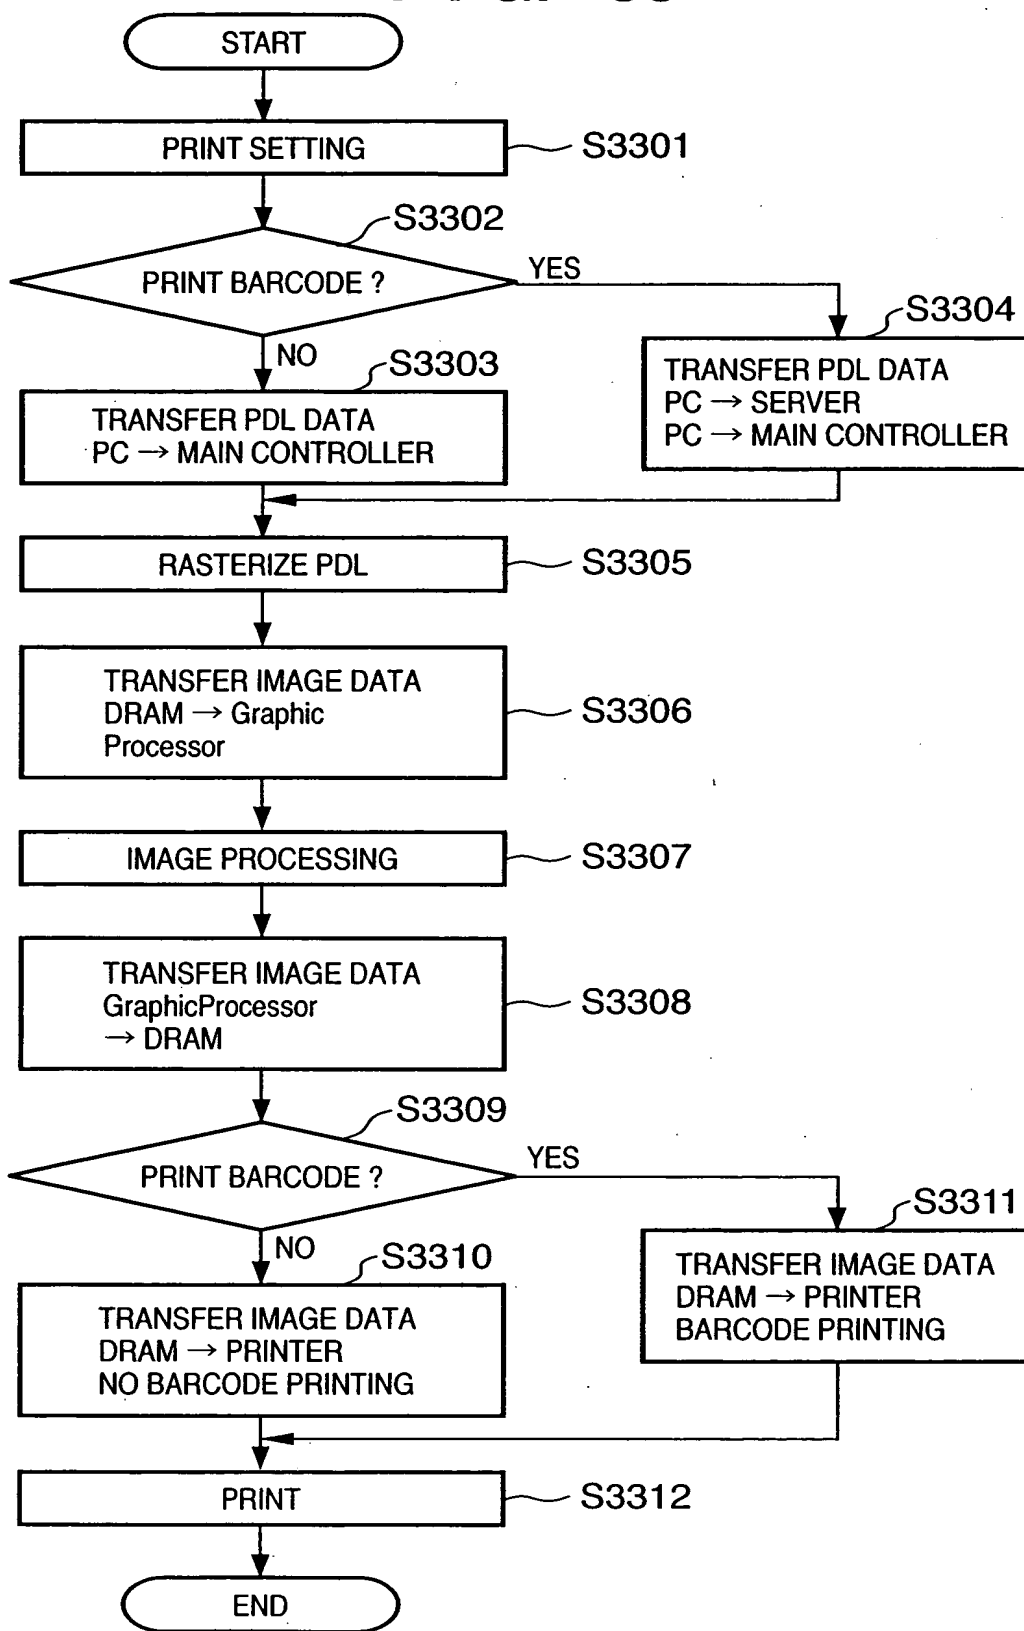 START
PRINT SETTING
S3301
S3302
PRINT BARCODE ?
YES
NO
S3303
TRANSFER PDL DATA
PC → MAIN CONTROLLER
S3304
TRANSFER PDL DATA
PC → SERVER
PC → MAIN CONTROLLER
RASTERIZE PDL
S3305
TRANSFER IMAGE DATA
DRAM → Graphic
Processor
S3306
IMAGE PROCESSING
S3307
TRANSFER IMAGE DATA
GraphicProcessor
→ DRAM
S3308
S3309
PRINT BARCODE ?
YES
NO
S3310
TRANSFER IMAGE DATA
DRAM → PRINTER
NO BARCODE PRINTING
S3311
TRANSFER IMAGE DATA
DRAM → PRINTER
BARCODE PRINTING
PRINT
S3312
END